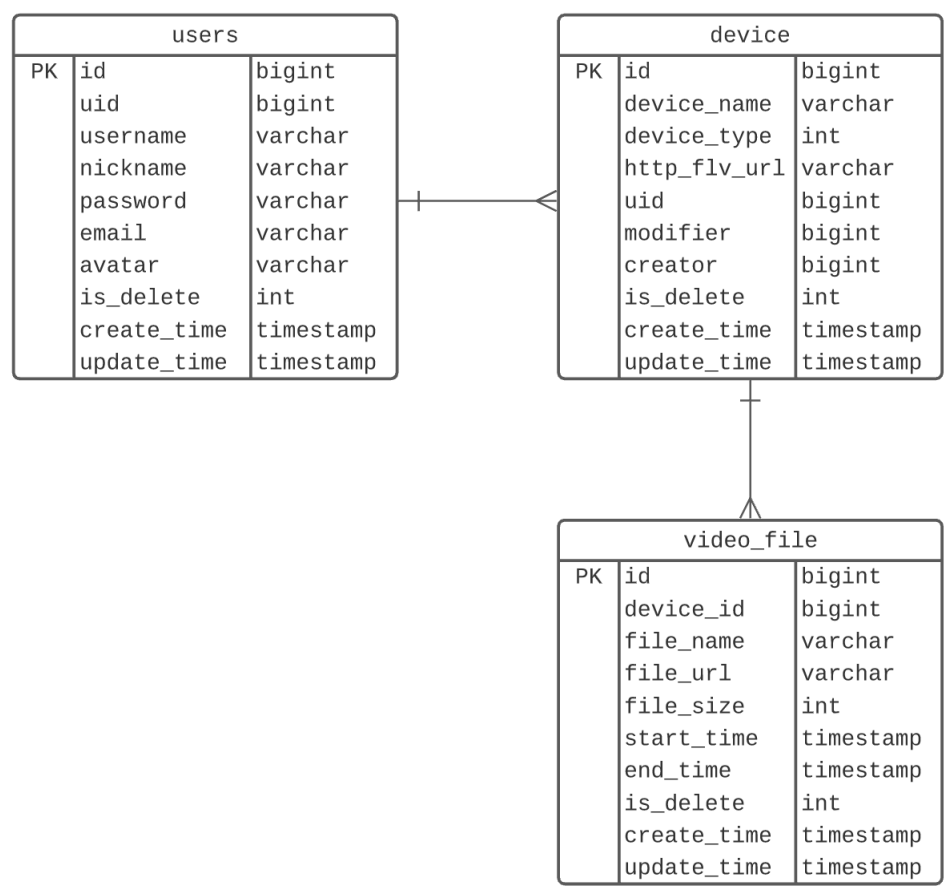 users
PK id bigint
uid bigint
username varchar
nickname varchar
password varchar
email varchar
avatar varchar
is_delete int
create_time timestamp
update_time timestamp
device
PK id bigint
device_name varchar
device_type int
http_flv_url varchar
uid bigint
modifier bigint
creator bigint
is_delete int
create_time timestamp
update_time timestamp
video_file
PK id bigint
device_id bigint
file_name varchar
file_url varchar
file_size int
start_time timestamp
end_time timestamp
is_delete int
create_time timestamp
update_time timestamp